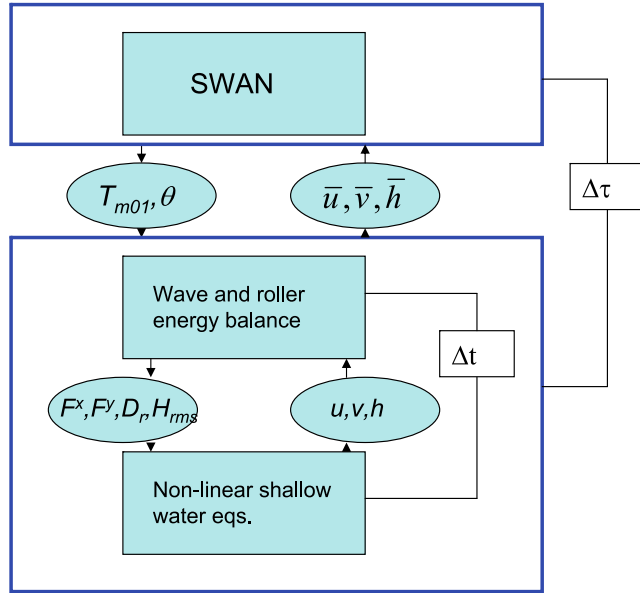 SWAN
Tₘ₀₁,θ
u̅,v̅,h̅
Δτ
Wave and roller
energy balance
Δt
Fˣ,Fʸ,Dᵣ,Hᵣₘₛ
u,v,h
Non-linear shallow
water eqs.